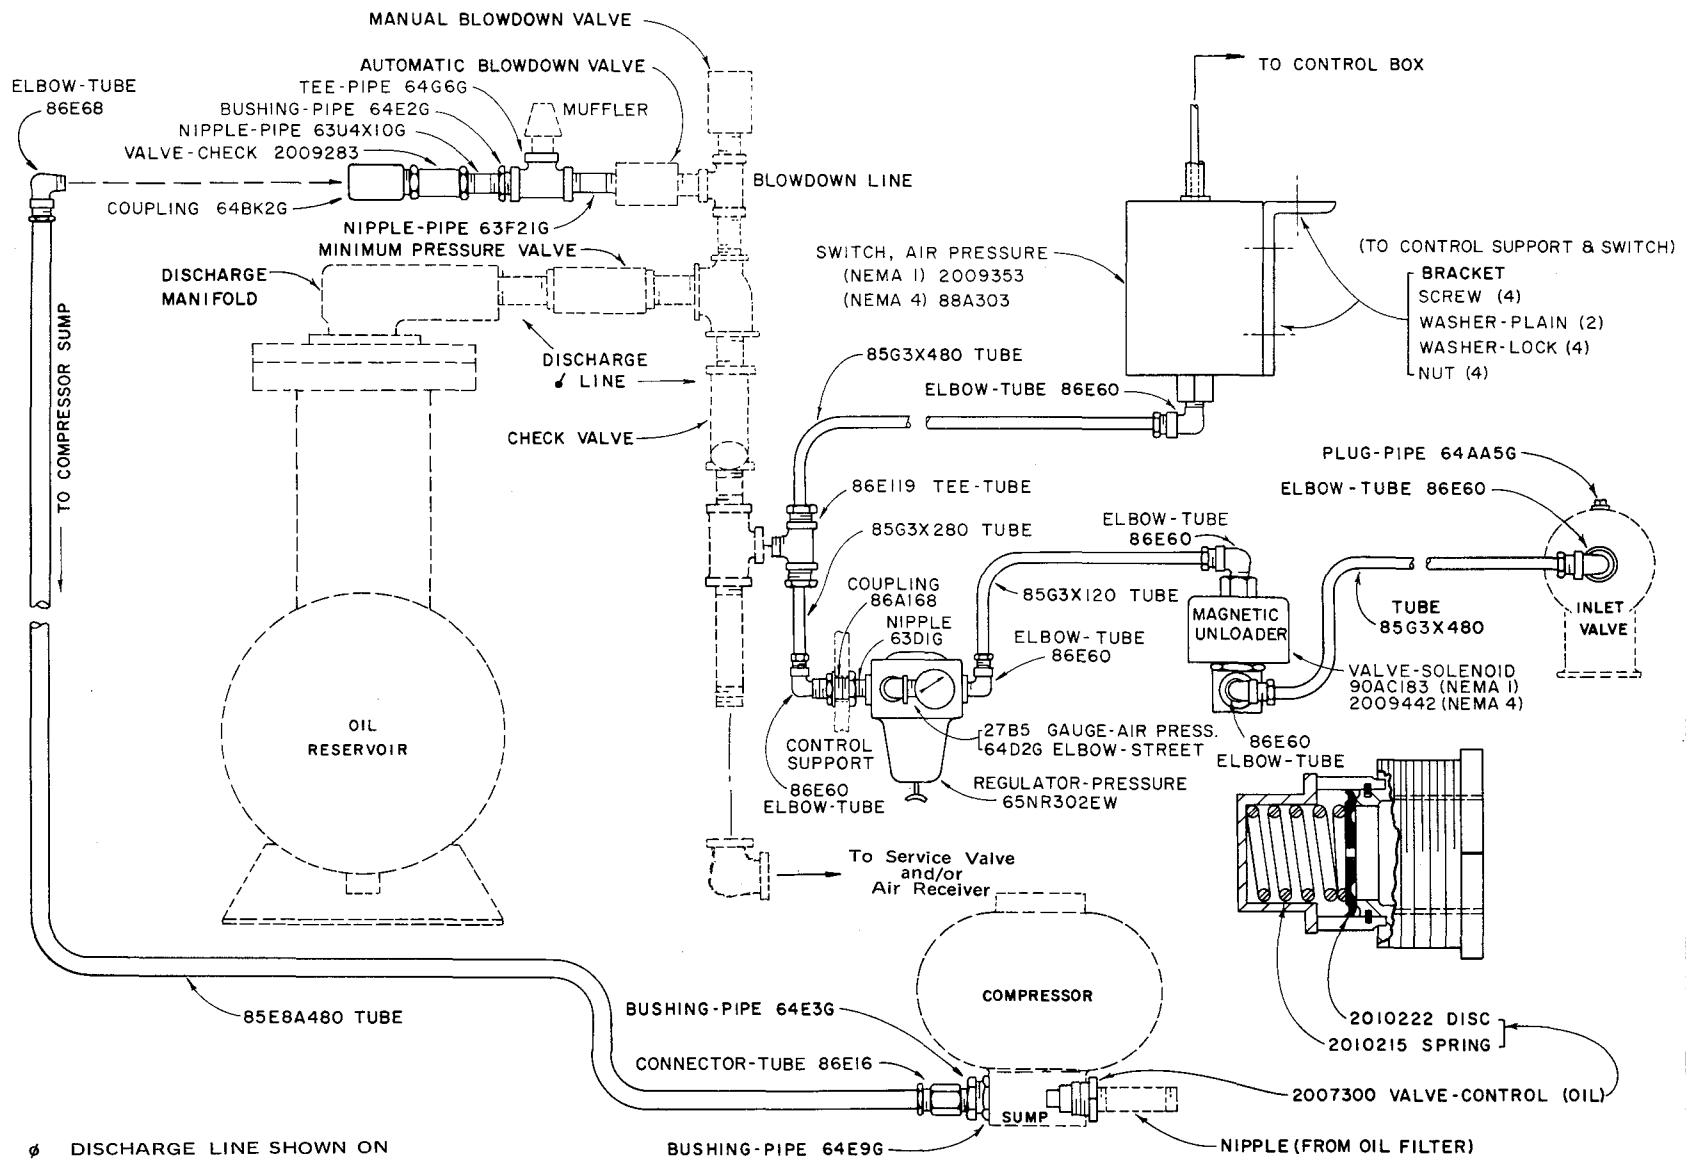 MANUAL BLOWDOWN VALVE
AUTOMATIC BLOWDOWN VALVE
TEE-PIPE 64G6G
BUSHING-PIPE 64E2G
NIPPLE-PIPE 63U4X10G
VALVE-CHECK 2009283
MUFFLER
ELBOW-TUBE
86E68
COUPLING 64BK2G
NIPPLE-PIPE 63F21G
BLOWDOWN LINE
MINIMUM PRESSURE VALVE
DISCHARGE
MANIFOLD
TO COMPRESSOR SUMP
DISCHARGE
ø LINE
CHECK VALVE
TO CONTROL BOX
SWITCH, AIR PRESSURE
(NEMA 1) 2009353
(NEMA 4) 88A303
(TO CONTROL SUPPORT & SWITCH)
BRACKET
SCREW (4)
WASHER-PLAIN (2)
WASHER-LOCK (4)
NUT (4)
85G3X480 TUBE
ELBOW-TUBE 86E60
86E119 TEE-TUBE
85G3X280 TUBE
PLUG-PIPE 64AA5G
ELBOW-TUBE 86E60
ELBOW-TUBE
86E60
COUPLING
86A168
NIPPLE
63D1G
85G3X120 TUBE
ELBOW-TUBE
86E60
MAGNETIC
UNLOADER
TUBE
85G3X480
INLET
VALVE
VALVE-SOLENOID
90AC183 (NEMA 1)
2009442 (NEMA 4)
OIL
RESERVOIR
CONTROL
SUPPORT
86E60
ELBOW-TUBE
27B5 GAUGE-AIR PRESS.
64D2G ELBOW-STREET
REGULATOR-PRESSURE
65NR302EW
86E60
ELBOW-TUBE
To Service Valve
and/or
Air Receiver
COMPRESSOR
85E8A480 TUBE
BUSHING-PIPE 64E3G
CONNECTOR-TUBE 86E16
2010222 DISC
2010215 SPRING
2007300 VALVE-CONTROL (OIL)
SUMP
BUSHING-PIPE 64E9G
NIPPLE (FROM OIL FILTER)
ø DISCHARGE LINE SHOWN ON